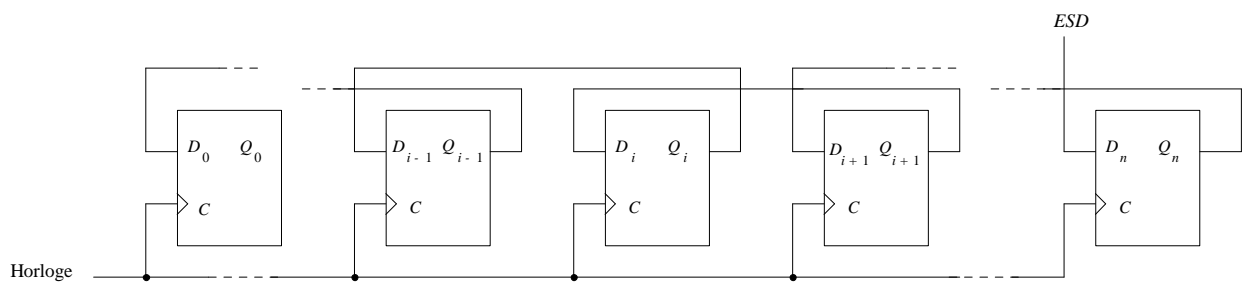 ESD
D0 Q0
Di - 1 Qi - 1
Di Qi
Di + 1 Qi + 1
Dn Qn
C
C
C
C
C
Horloge